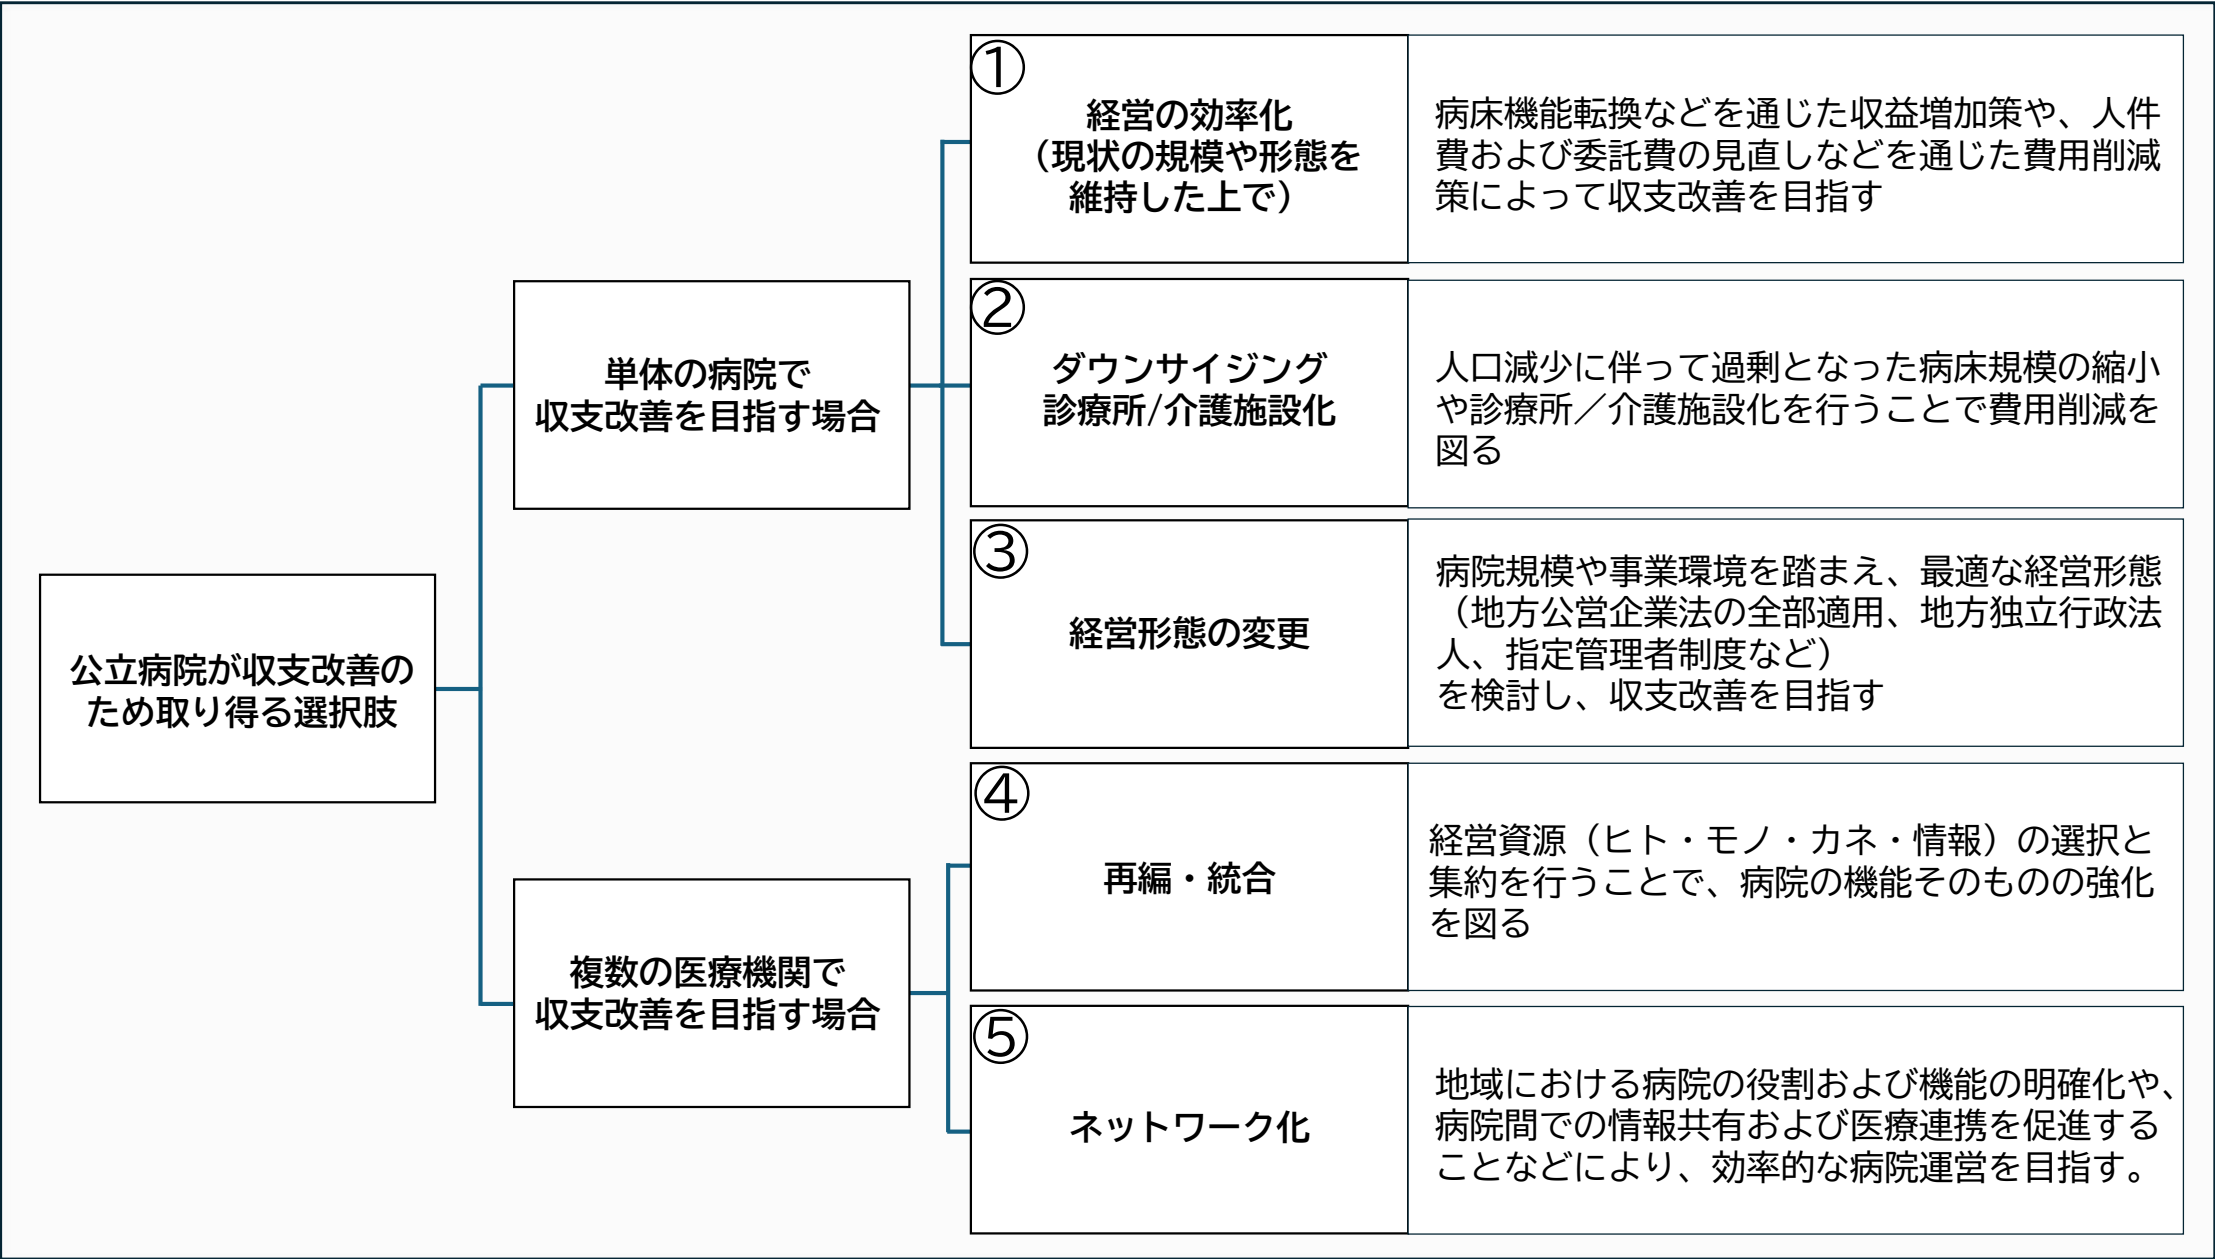 公立病院が収支改善の
ため取り得る選択肢
単体の病院で
収支改善を目指す場合
①
経営の効率化
（現状の規模や形態を
維持した上で）
病床機能転換などを通じた収益増加策や、人件
費および委託費の見直しなどを通じた費用削減
策によって収支改善を目指す
②
ダウンサイジング
診療所/介護施設化
人口減少に伴って過剰となった病床規模の縮小
や診療所／介護施設化を行うことで費用削減を
図る
③
経営形態の変更
病院規模や事業環境を踏まえ、最適な経営形態
（地方公営企業法の全部適用、地方独立行政法
人、指定管理者制度など）
を検討し、収支改善を目指す
複数の医療機関で
収支改善を目指す場合
④
再編・統合
経営資源（ヒト・モノ・カネ・情報）の選択と
集約を行うことで、病院の機能そのものの強化
を図る
⑤
ネットワーク化
地域における病院の役割および機能の明確化や、
病院間での情報共有および医療連携を促進する
ことなどにより、効率的な病院運営を目指す。